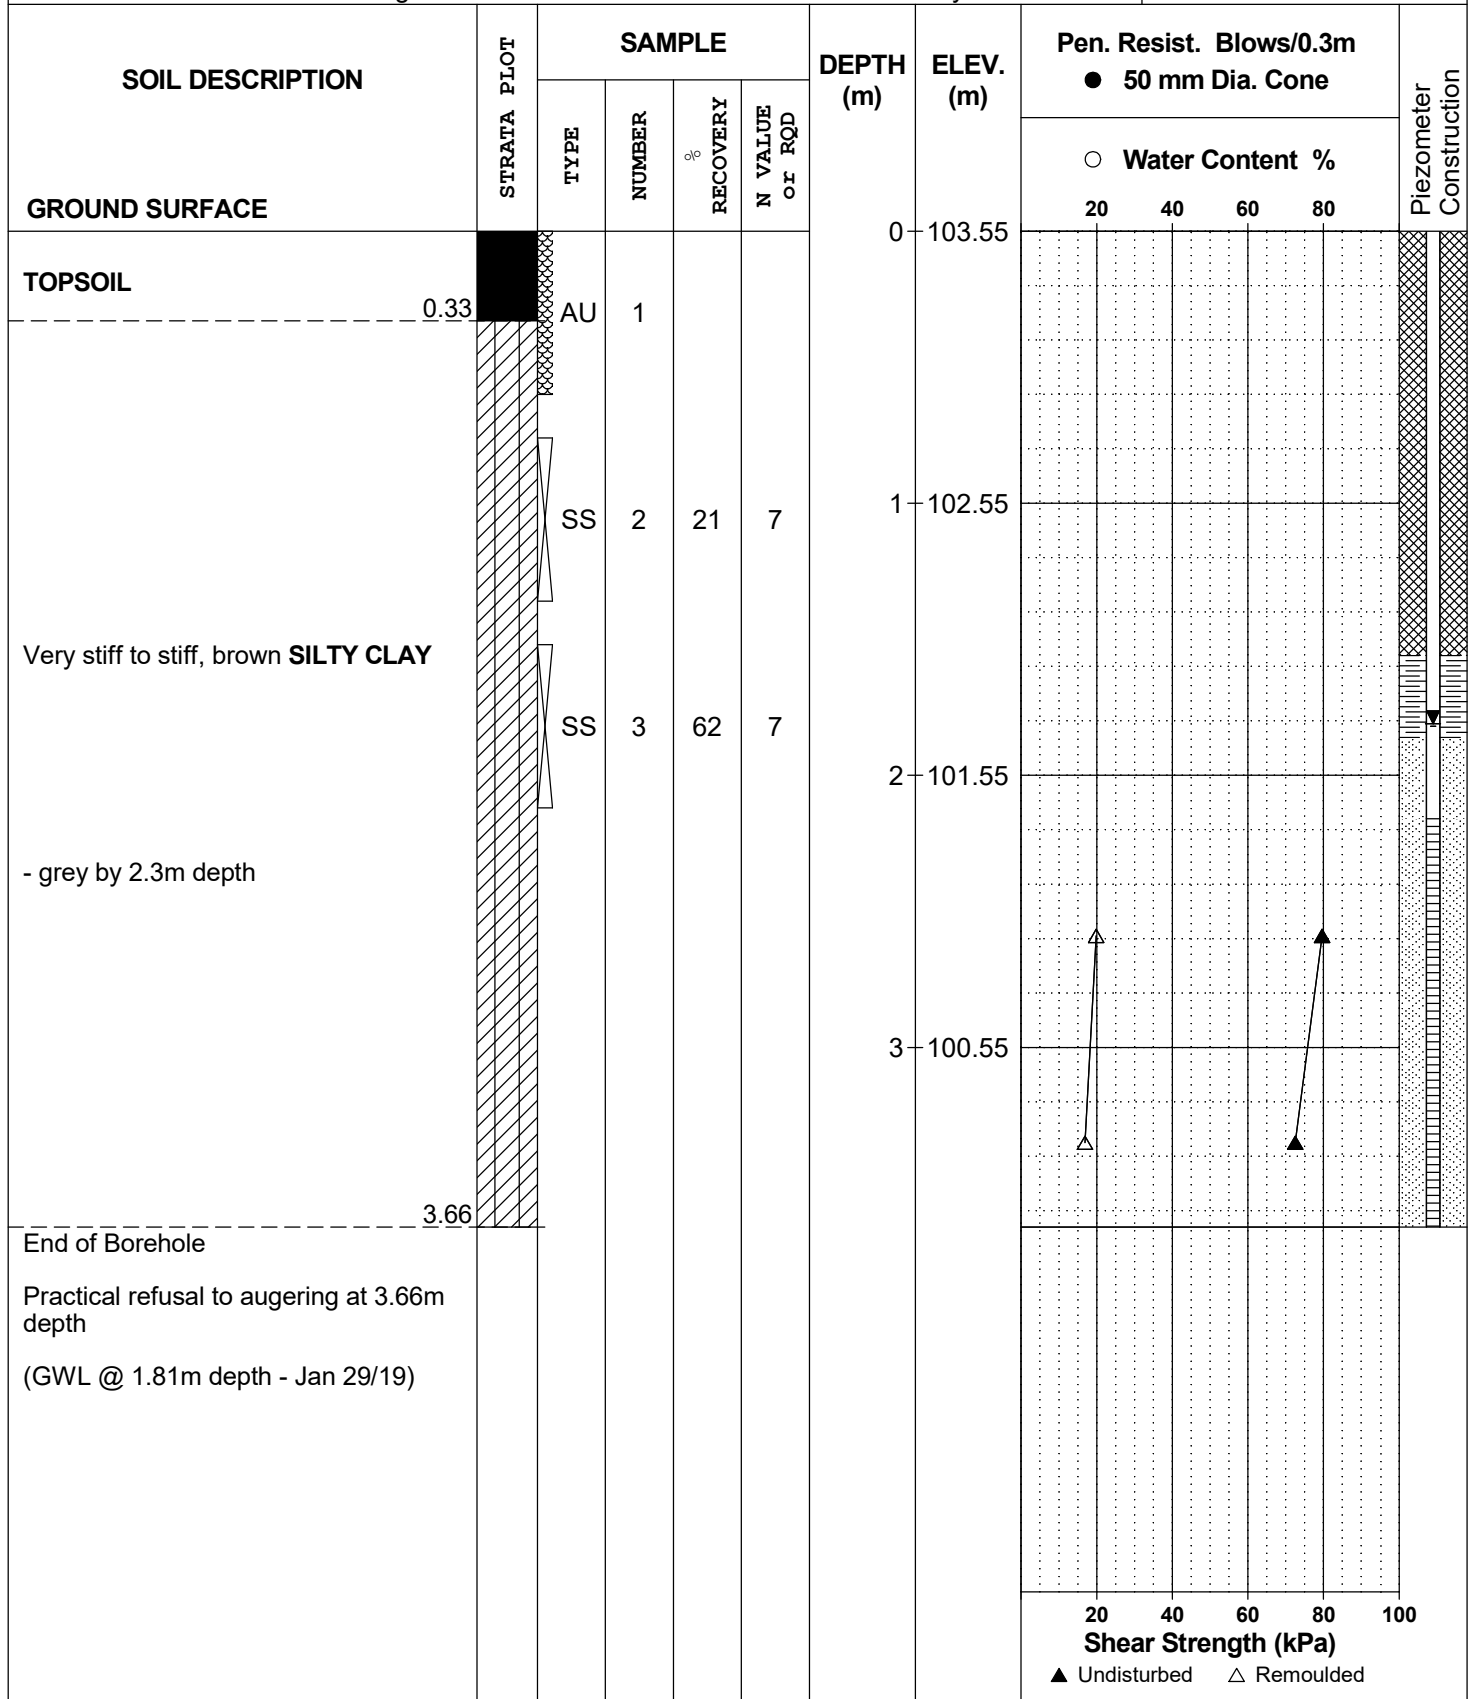 SOIL DESCRIPTION
GROUND SURFACE
STRATA PLOT
SAMPLE
TYPE
NUMBER
%
RECOVERY
N VALUE
or RQD
DEPTH
(m)
ELEV.
(m)
Pen. Resist. Blows/0.3m
● 50 mm Dia. Cone
○ Water Content %
20 40 60 80
Piezometer
Construction
0 103.55
TOPSOIL
0.33
AU 1
1 102.55
SS 2 21 7
Very stiff to stiff, brown SILTY CLAY
SS 3 62 7
2 101.55
- grey by 2.3m depth
3 100.55
3.66
End of Borehole
Practical refusal to augering at 3.66m
depth
(GWL @ 1.81m depth - Jan 29/19)
20 40 60 80 100
Shear Strength (kPa)
▲ Undisturbed △ Remoulded